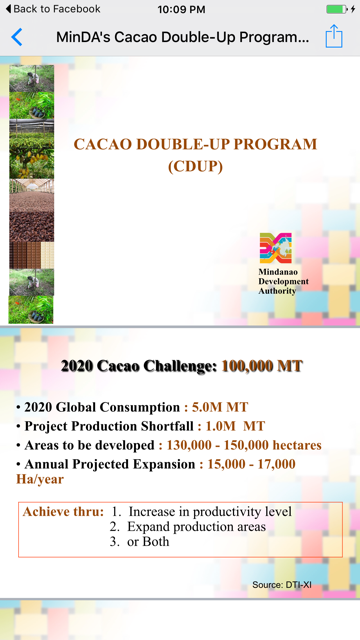 Back to Facebook 10:09 PM
MinDA's Cacao Double-Up Program...
CACAO DOUBLE-UP PROGRAM
(CDUP)
Mindanao
Development
Authority
2020 Cacao Challenge: 100,000 MT
• 2020 Global Consumption : 5.0M MT
• Project Production Shortfall : 1.0M MT
• Areas to be developed : 130,000 - 150,000 hectares
• Annual Projected Expansion : 15,000 - 17,000
Ha/year
Achieve thru: 1. Increase in productivity level
2. Expand production areas
3. or Both
Source: DTI-XI